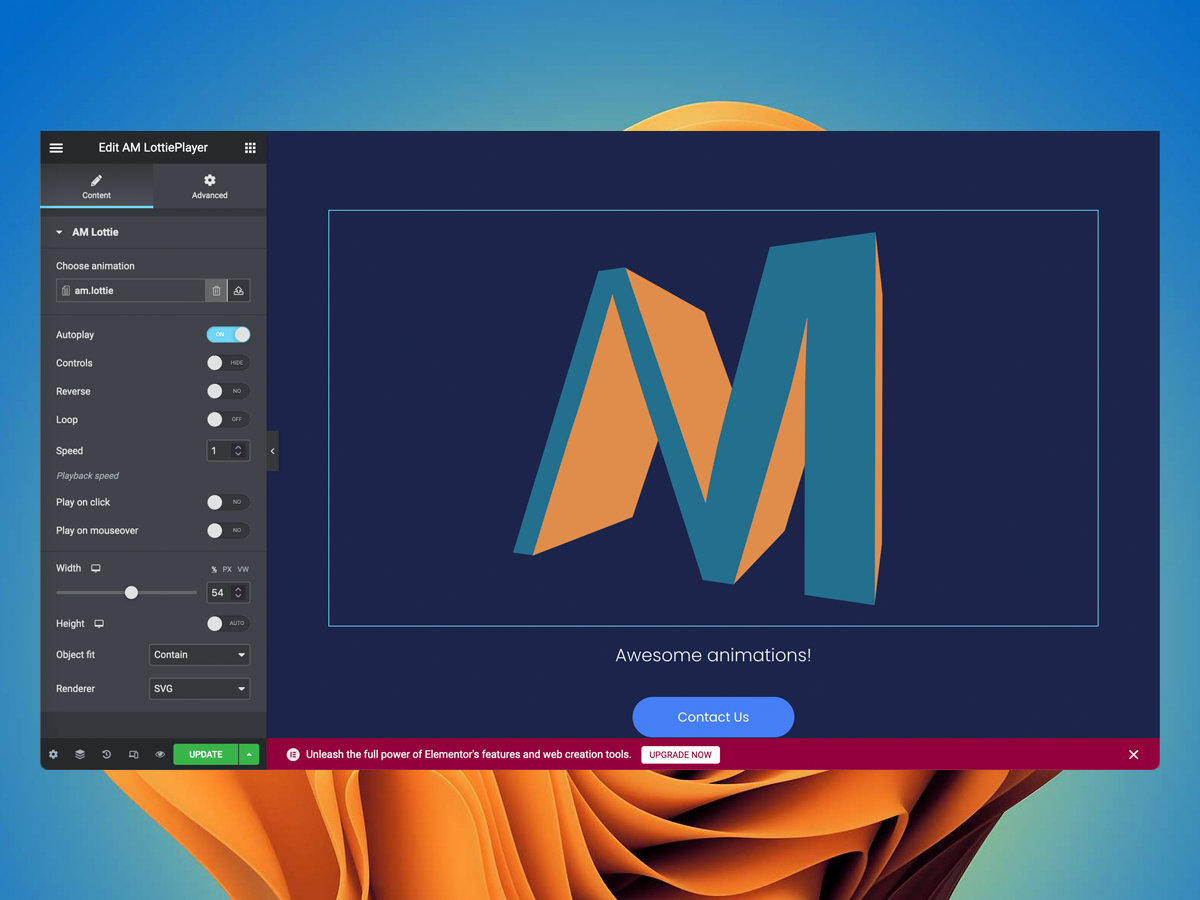 Edit AM LottiePlayer
Content
Advanced
AM Lottie
Choose animation
am.lottie
Autoplay ON
Controls HIDE
Reverse NO
Loop OFF
Speed 1
Playback speed
Play on click NO
Play on mouseover NO
Width % PX VW
54
Height AUTO
Object fit Contain
Renderer SVG
UPDATE
M
Awesome animations!
Contact Us
Unleash the full power of Elementor's features and web creation tools. UPGRADE NOW